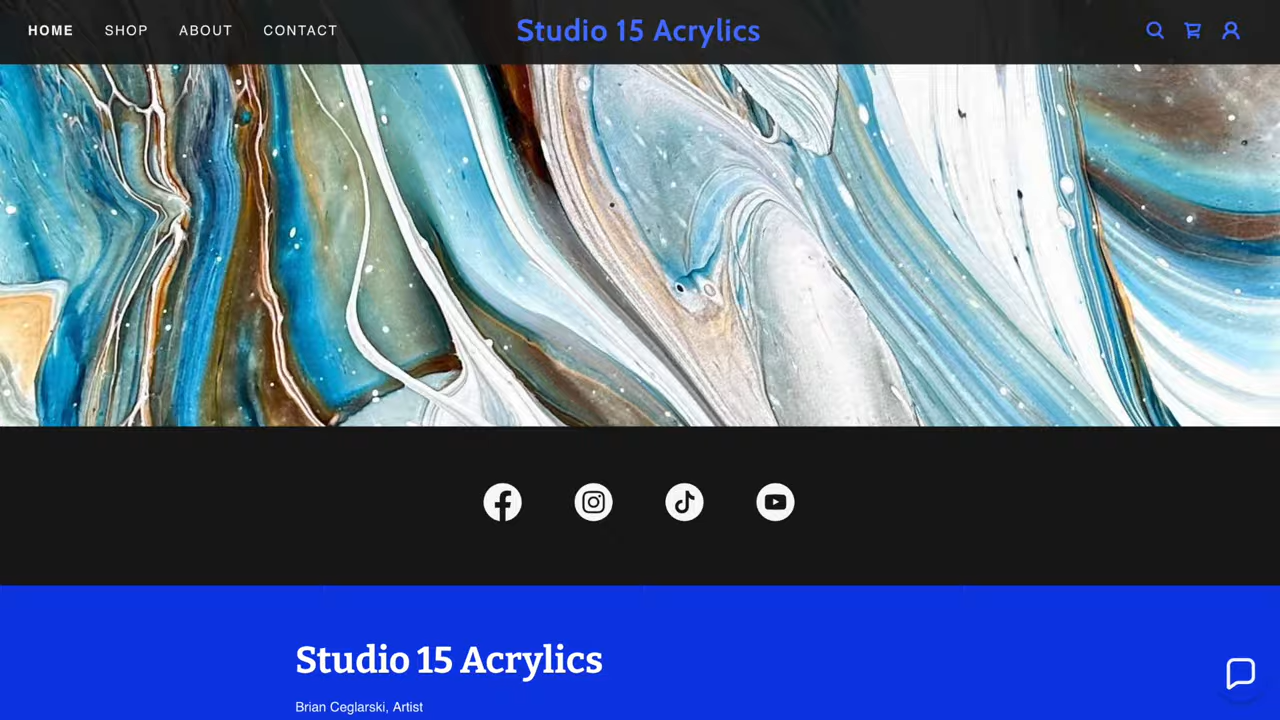 HOME SHOP ABOUT CONTACT
Studio 15 Acrylics
Studio 15 Acrylics
Brian Ceglarski, Artist